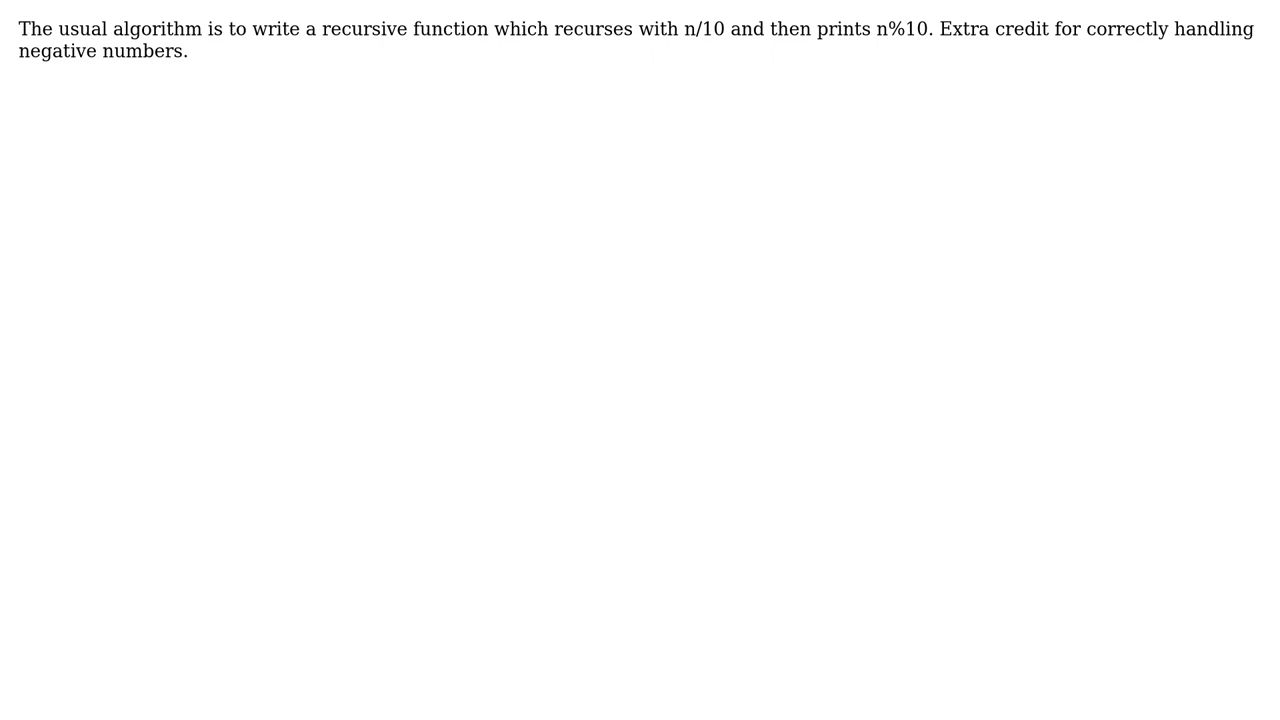 The usual algorithm is to write a recursive function which recurses with n/10 and then prints n%10. Extra credit for correctly handling
negative numbers.